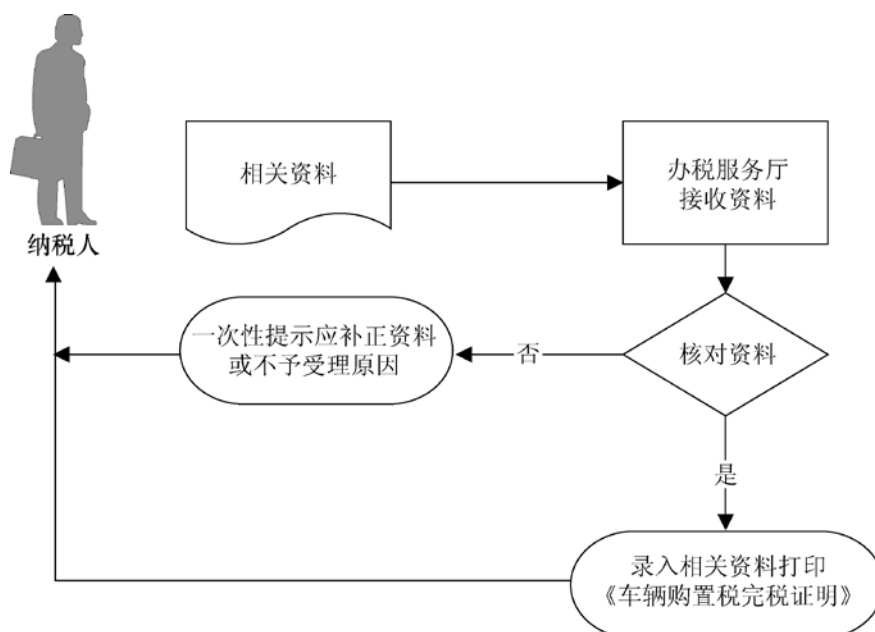 相关资料
办税服务厅
接收资料
纳税人
一次性提示应补正资料
或不予受理原因
否
核对资料
是
录入相关资料打印
《车辆购置税完税证明》